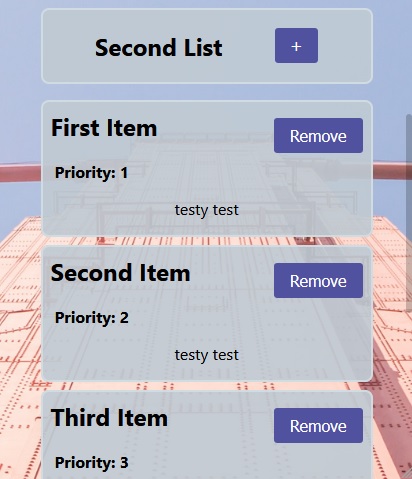 Second List
+
First Item
Remove
Priority: 1
testy test
Second Item
Remove
Priority: 2
testy test
Third Item
Remove
Priority: 3